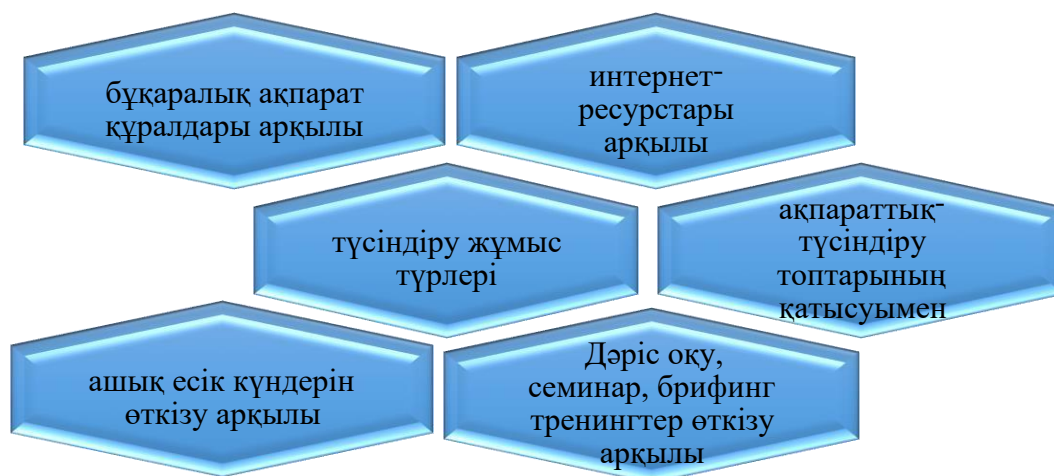 бұқаралық ақпарат
құралдары арқылы
интернет-
ресурстары
арқылы
түсіндіру жұмыс
түрлері
ақпараттық-
түсіндіру
топтарының
қатысуымен
ашық есік күндерін
өткізу арқылы
Дәріс оқу,
семинар, брифинг
тренингтер өткізу
арқылы